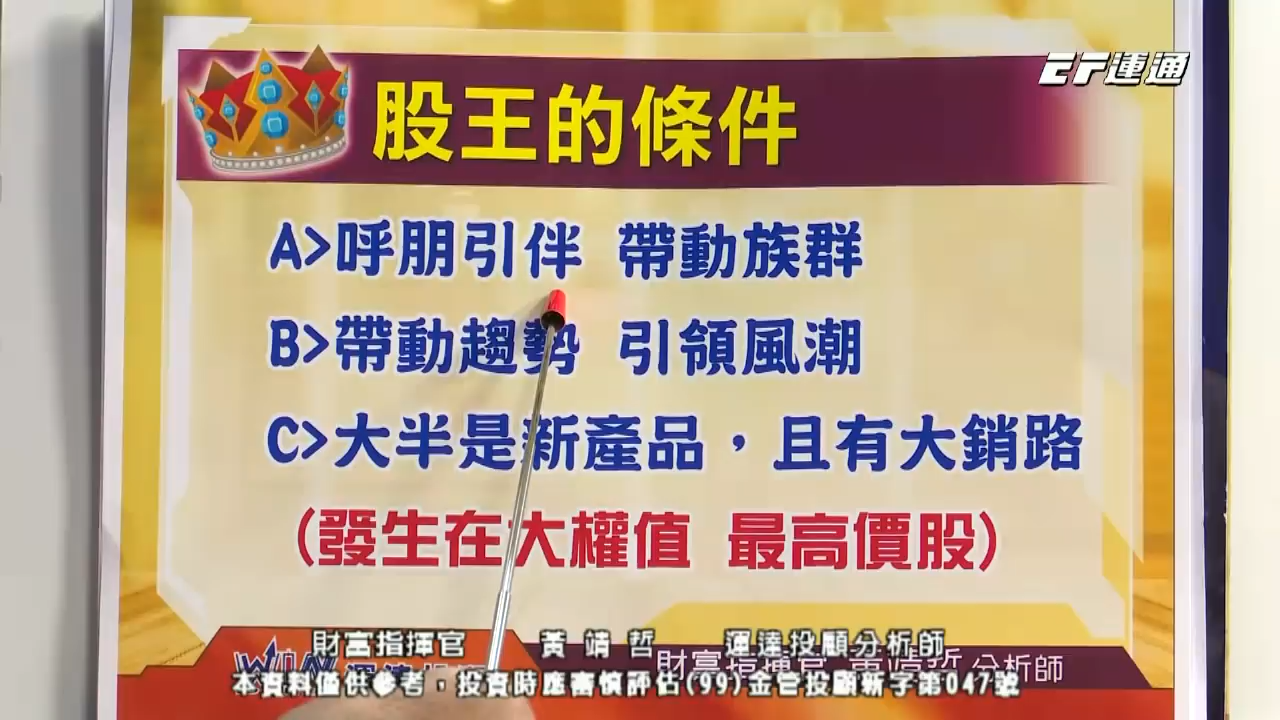 EF運通
股王的條件
A>呼朋引伴 帶動族群
B>帶動趨勢 引領風潮
C>大半是新產品，且有大銷路
(發生在大權值 最高價股)
財富指揮官 黃靖哲 運達投顧分析師
財富指揮官 黃靖哲 分析師
本資料僅供參考，投資時應審慎評估(99)金管投顧新字第047號